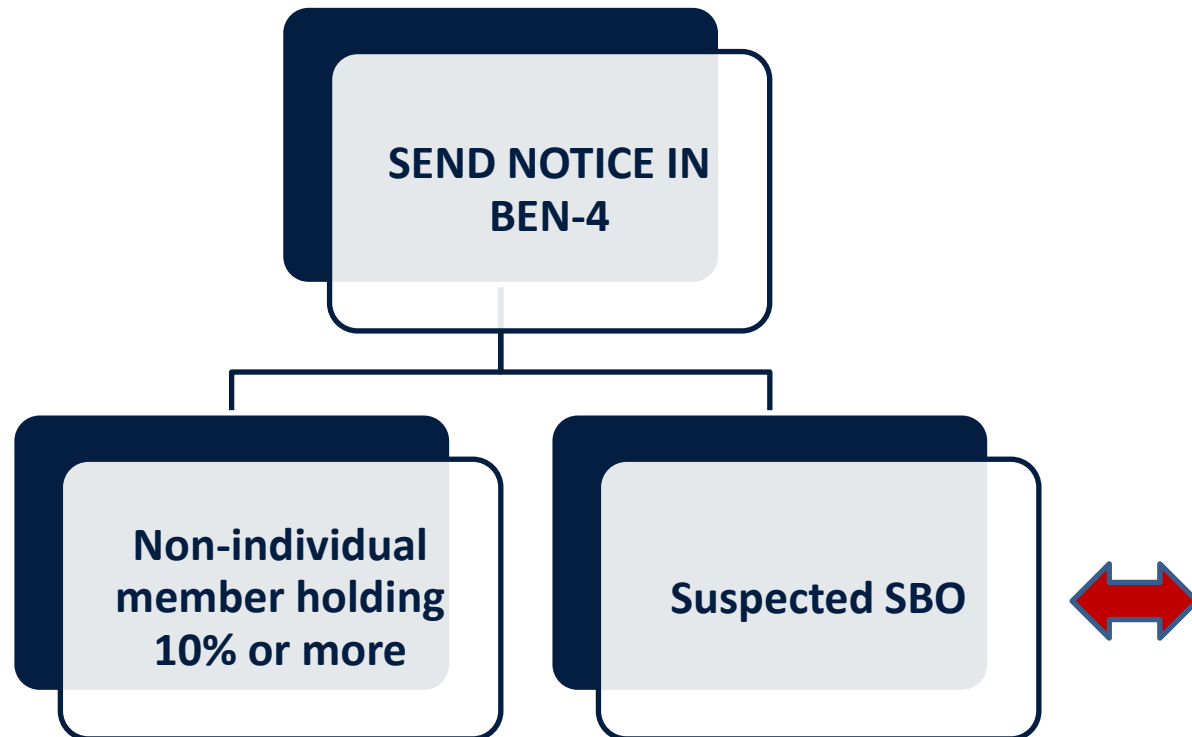 SEND NOTICE IN
BEN-4
Non-individual
member holding
10% or more
Suspected SBO